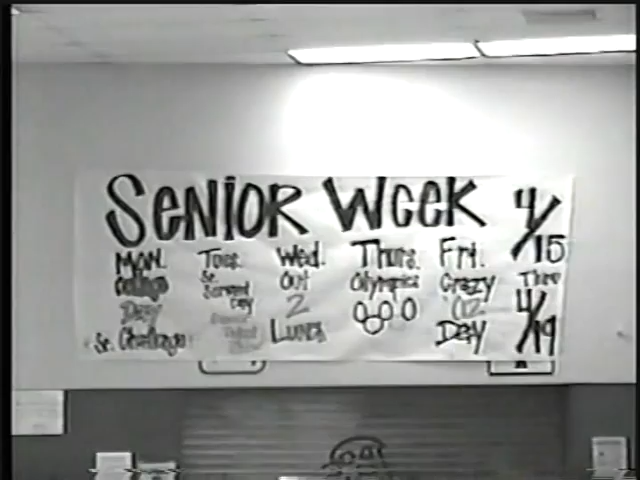 SENiOR WEEK
4/15
Thru
4/19
MON.
College
Day
Sr. Challenge
Tues.
Sr.
Servant
Day
Wed.
Out
2
Lunch
Thurs.
Olympics
Fri.
Crazy
'02
Day